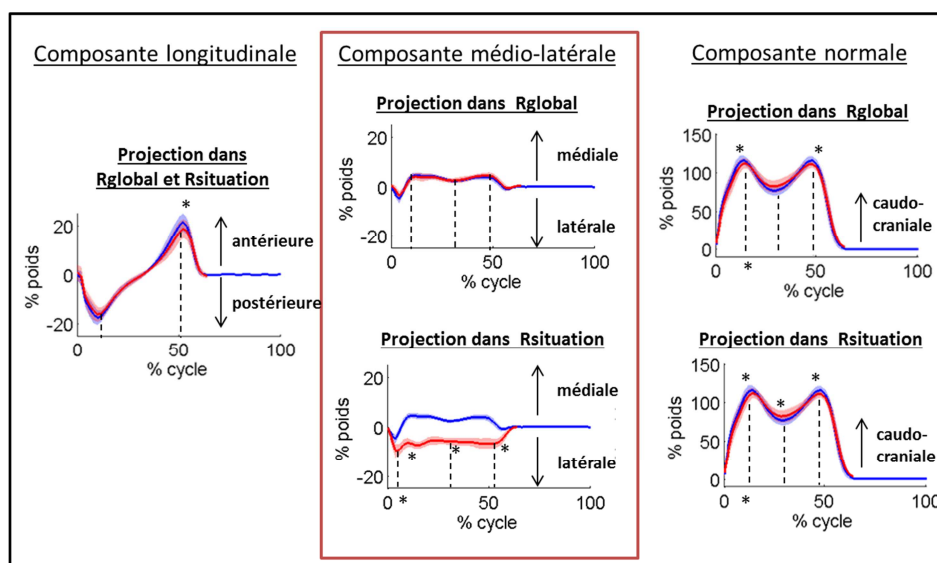 Composante longitudinale
Projection dans
Rglobal et Rsituation
*
20
0
-20
% poids
antérieure
postérieure
0
50
100
% cycle
Composante médio-latérale
Projection dans Rglobal
20
0
-20
% poids
médiale
latérale
0
50
100
% cycle
Projection dans Rsituation
20
0
-20
% poids
médiale
latérale
* * *
*
0
50
100
% cycle
Composante normale
Projection dans Rglobal
150
100
50
0
% poids
* *
caudo-
craniale
0
50
100
*
% cycle
Projection dans Rsituation
150
100
50
0
% poids
* * *
caudo-
craniale
0
50
100
*
% cycle